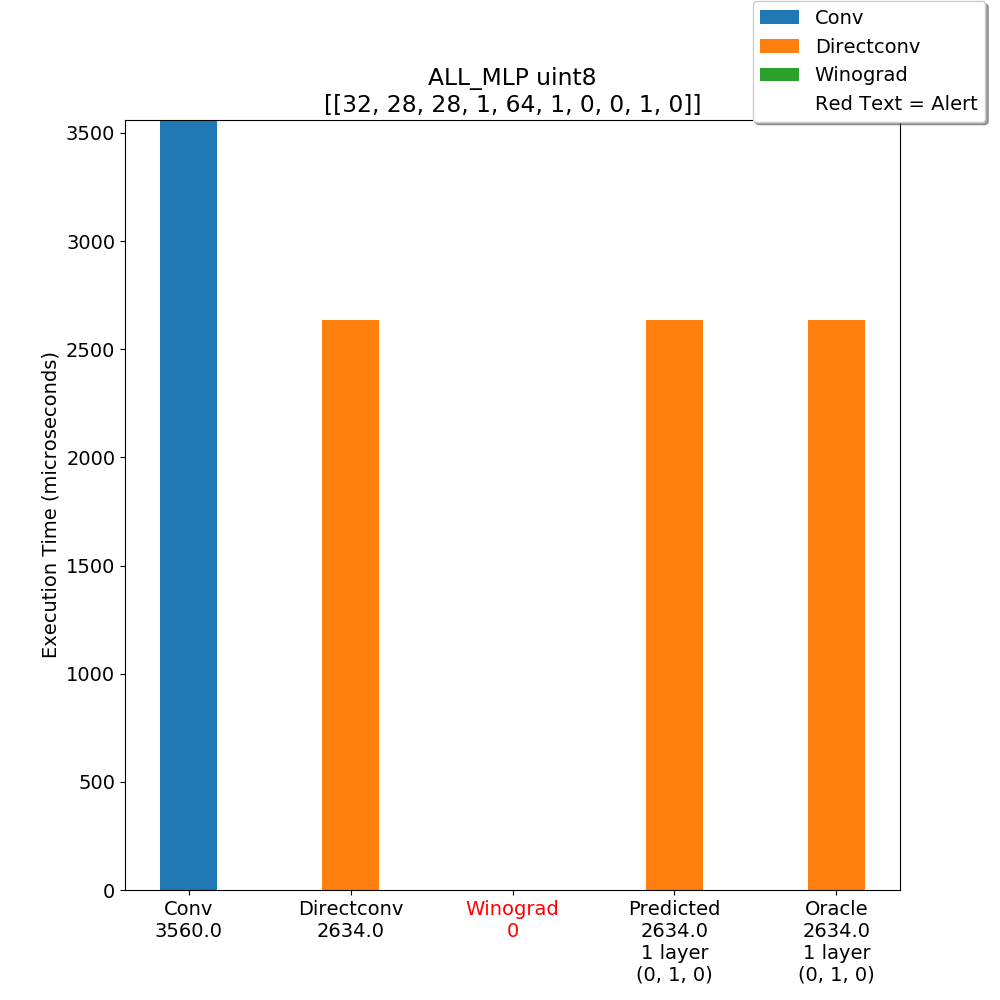 Conv
Directconv
Winograd
Red Text = Alert
ALL_MLP uint8
[[32, 28, 28, 1, 64, 1, 0, 0, 1, 0]]
Execution Time (microseconds)
3500
3000
2500
2000
1500
1000
500
0
Conv
3560.0
Directconv
2634.0
Winograd
0
Predicted
2634.0
1 layer
(0, 1, 0)
Oracle
2634.0
1 layer
(0, 1, 0)